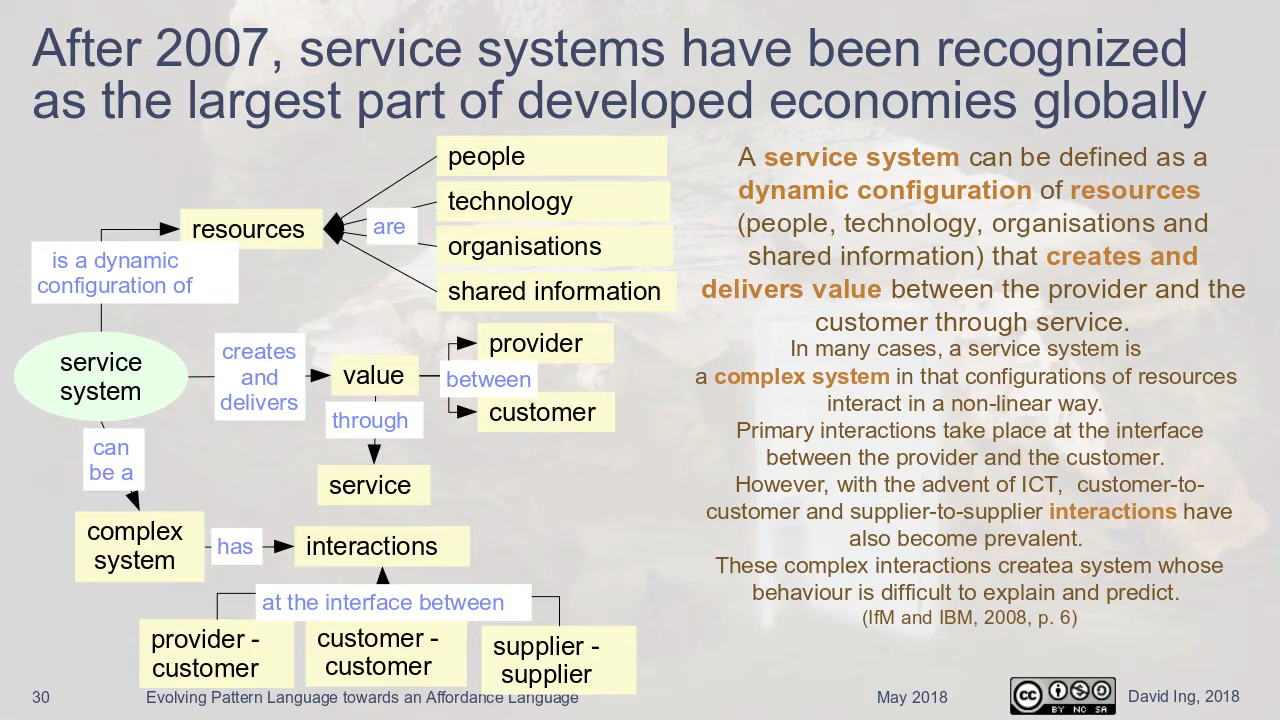 After 2007, service systems have been recognized
as the largest part of developed economies globally
people
technology
organisations
shared information
are
resources
is a dynamic
configuration of
service
system
creates
and
delivers
value
between
provider
customer
through
service
can
be a
complex
system
has
interactions
at the interface between
provider -
customer
customer -
customer
supplier -
supplier
A service system can be defined as a
dynamic configuration of resources
(people, technology, organisations and
shared information) that creates and
delivers value between the provider and the
customer through service.
In many cases, a service system is
a complex system in that configurations of resources
interact in a non-linear way.
Primary interactions take place at the interface
between the provider and the customer.
However, with the advent of ICT, customer-to-
customer and supplier-to-supplier interactions have
also become prevalent.
These complex interactions createa system whose
behaviour is difficult to explain and predict.
(IfM and IBM, 2008, p. 6)
30
Evolving Pattern Language towards an Affordance Language
May 2018
cc
BY NC SA
David Ing, 2018